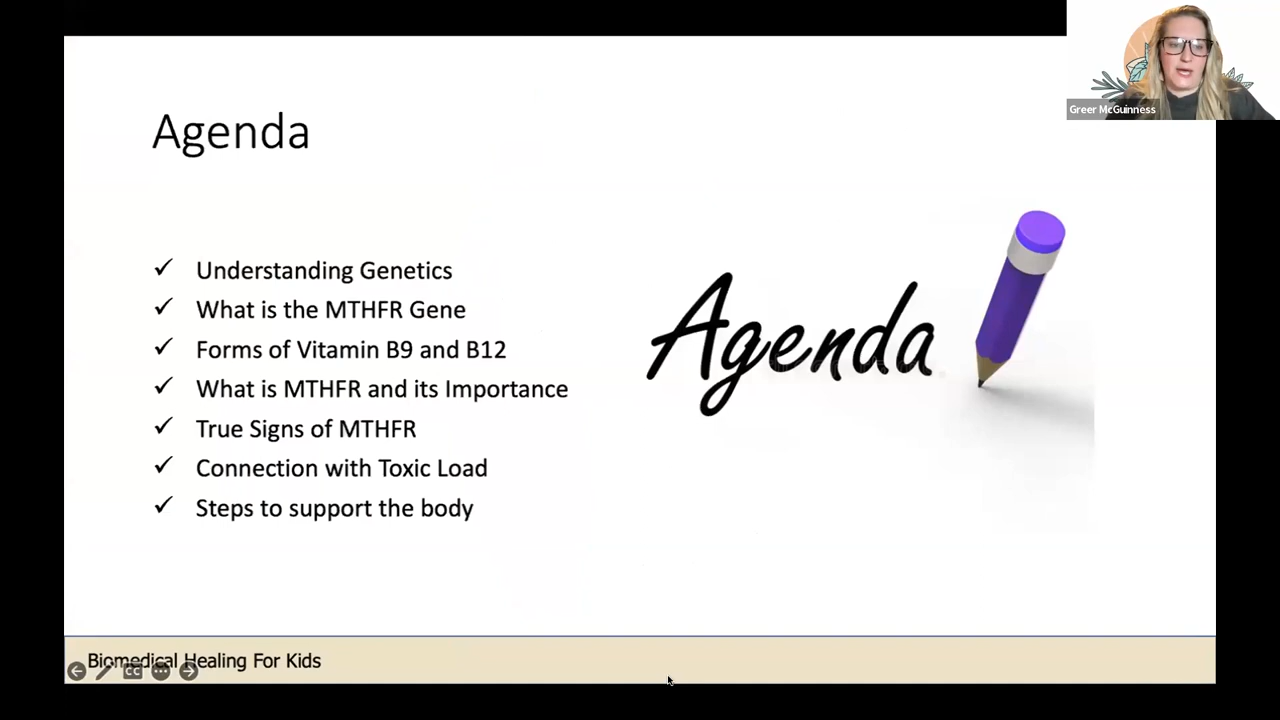 Greer McGuinness
Agenda
✓ Understanding Genetics
✓ What is the MTHFR Gene
✓ Forms of Vitamin B9 and B12
✓ What is MTHFR and its Importance
✓ True Signs of MTHFR
✓ Connection with Toxic Load
✓ Steps to support the body
Agenda
Biomedical Healing For Kids
CC